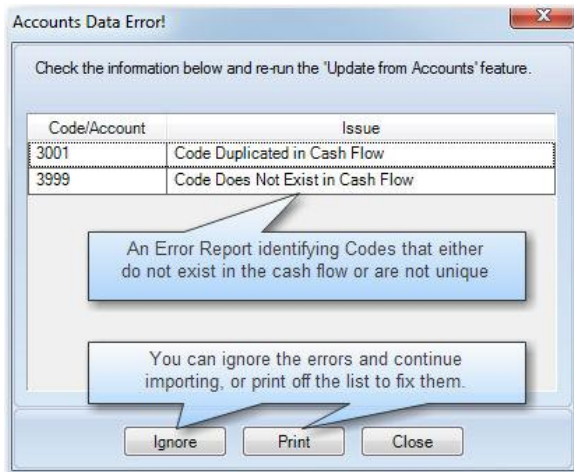 Accounts Data Error!
x
Check the information below and re-run the 'Update from Accounts' feature.
Code/Account Issue
3001 Code Duplicated in Cash Flow
3999 Code Does Not Exist in Cash Flow
An Error Report identifying Codes that either
do not exist in the cash flow or are not unique
You can ignore the errors and continue
importing, or print off the list to fix them.
Ignore Print Close